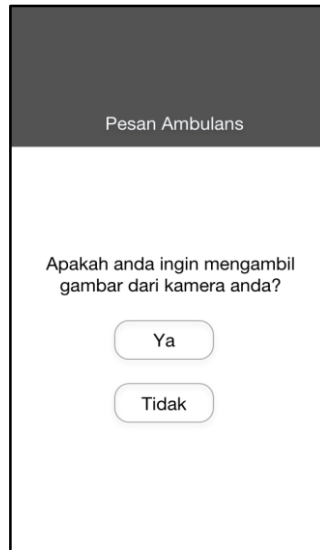 Pesan Ambulans
Apakah anda ingin mengambil
gambar dari kamera anda?
Ya
Tidak